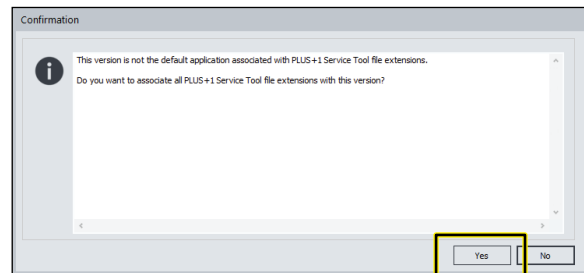 Confirmation
This version is not the default application associated with PLUS+1 Service Tool file extensions.
Do you want to associate all PLUS+1 Service Tool file extensions with this version?
Yes
No